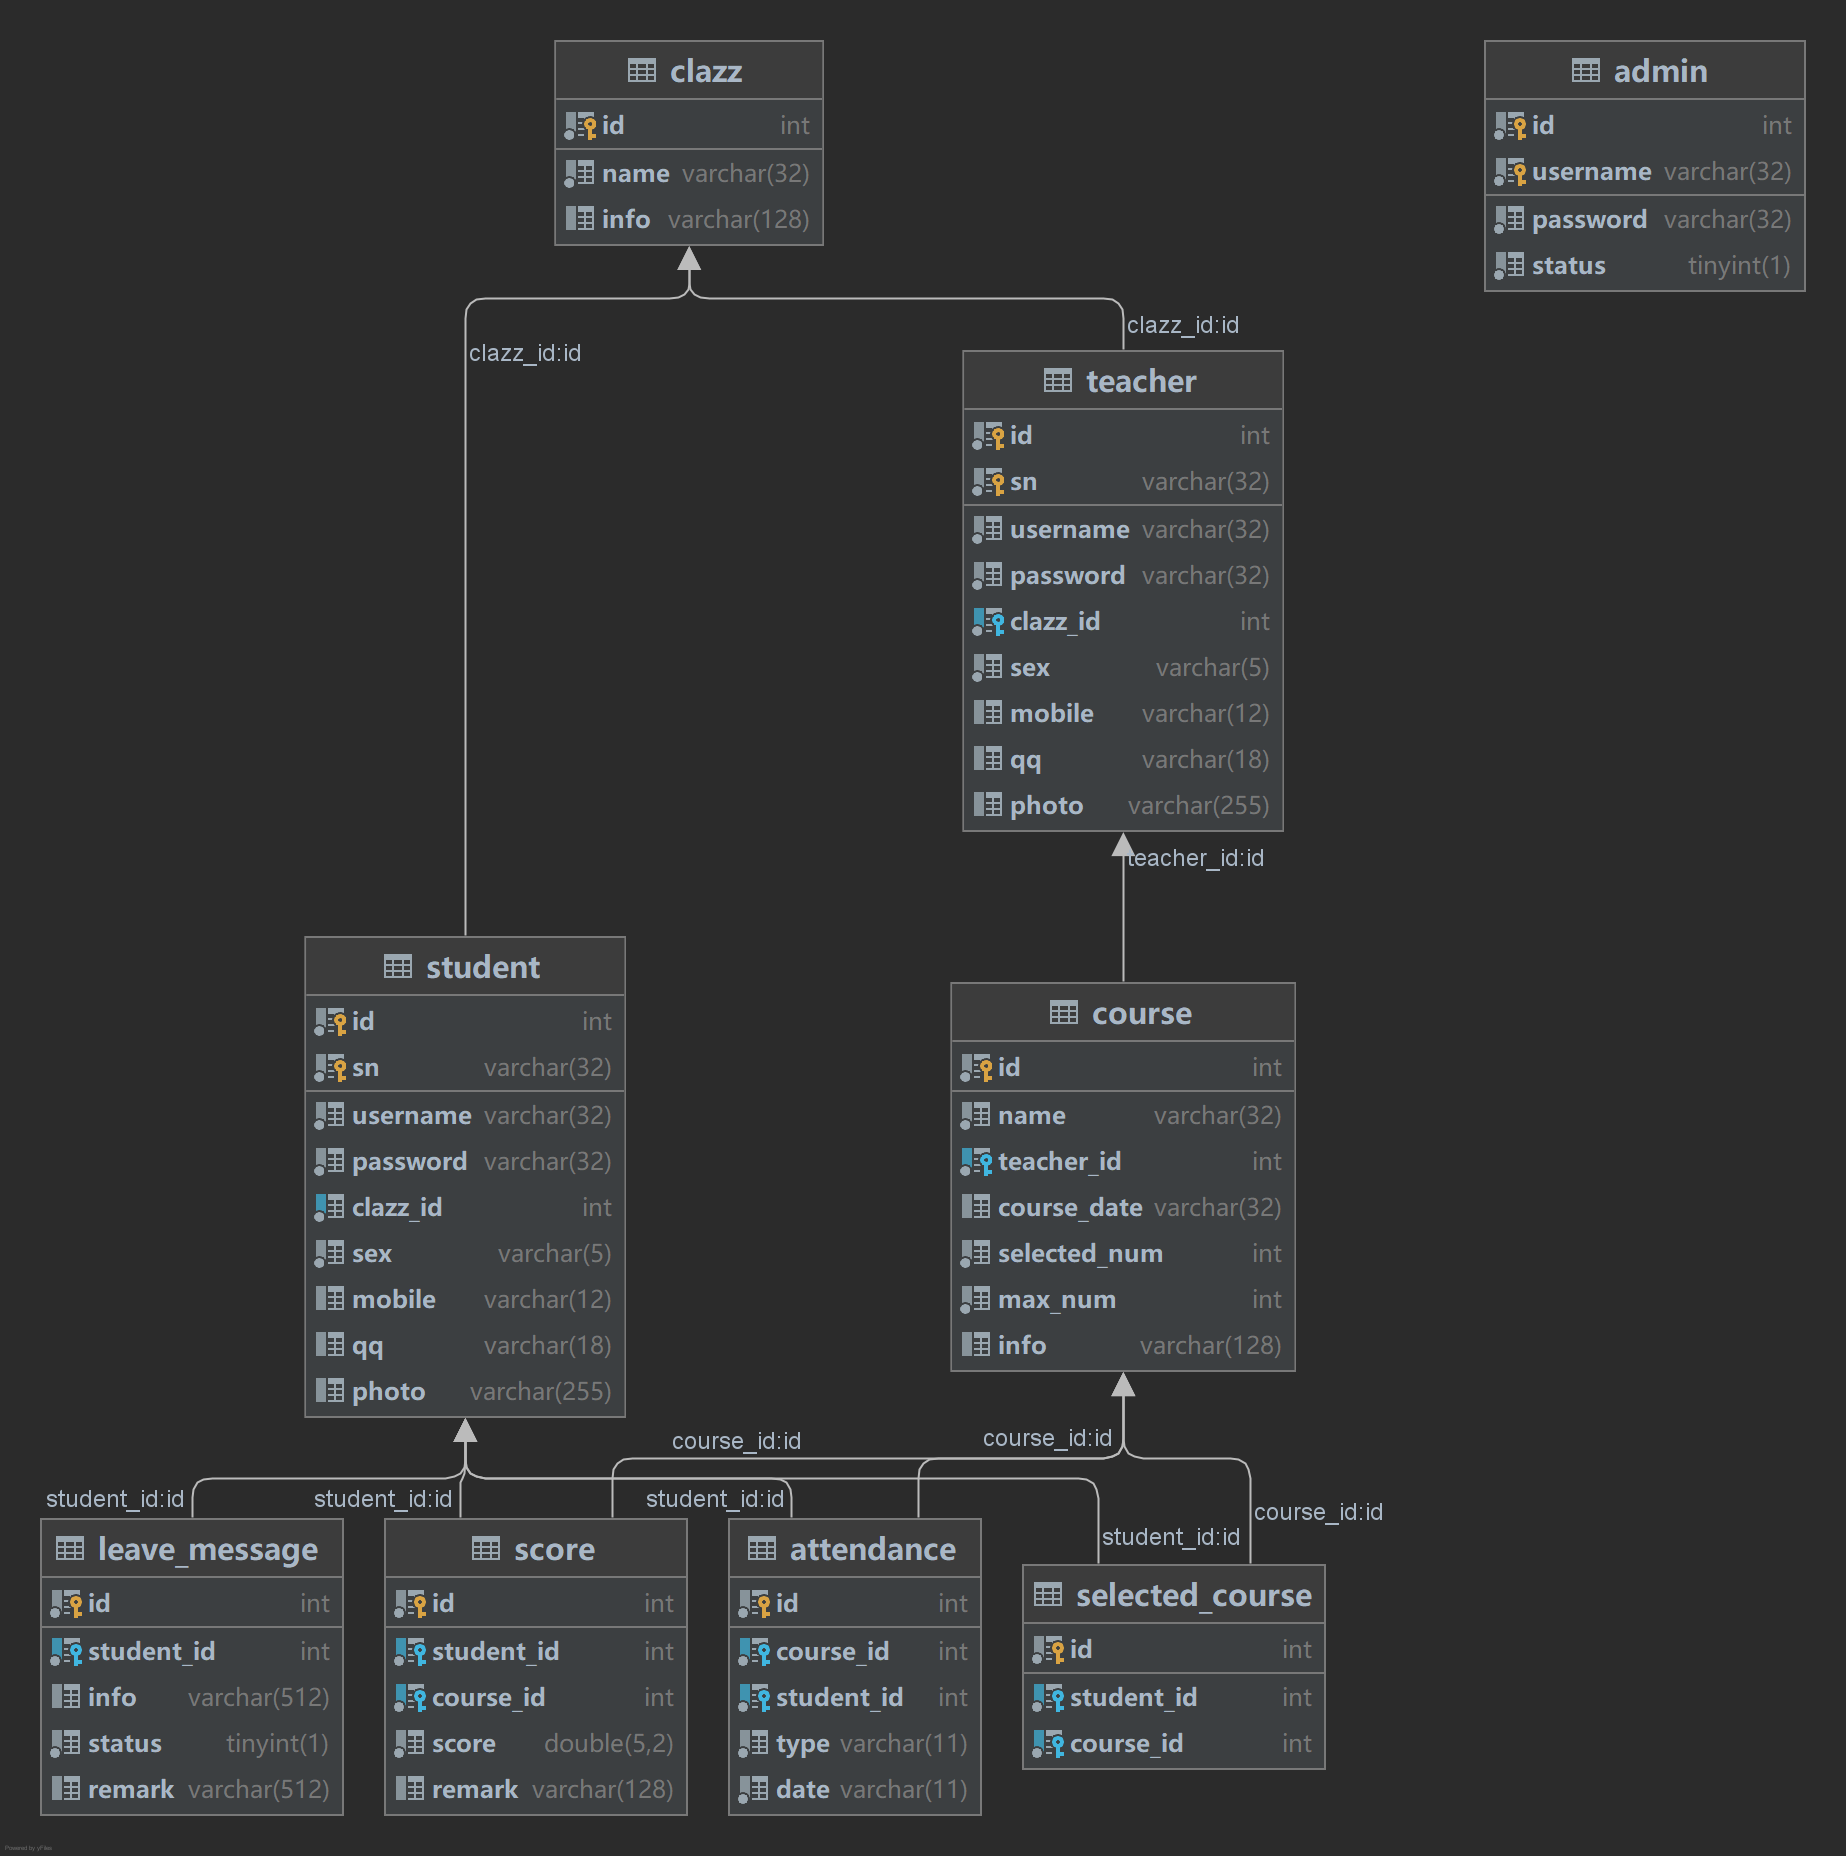 clazz
id int
name varchar(32)
info varchar(128)
admin
id int
username varchar(32)
password varchar(32)
status tinyint(1)
clazz_id:id
clazz_id:id
teacher
id int
sn varchar(32)
username varchar(32)
password varchar(32)
clazz_id int
sex varchar(5)
mobile varchar(12)
qq varchar(18)
photo varchar(255)
teacher_id:id
student
id int
sn varchar(32)
username varchar(32)
password varchar(32)
clazz_id int
sex varchar(5)
mobile varchar(12)
qq varchar(18)
photo varchar(255)
course
id int
name varchar(32)
teacher_id int
course_date varchar(32)
selected_num int
max_num int
info varchar(128)
course_id:id
course_id:id
student_id:id
student_id:id
student_id:id
course_id:id
student_id:id
leave_message
id int
student_id int
info varchar(512)
status tinyint(1)
remark varchar(512)
score
id int
student_id int
course_id int
score double(5,2)
remark varchar(128)
attendance
id int
course_id int
student_id int
type varchar(11)
date varchar(11)
selected_course
id int
student_id int
course_id int
Powered by yFiles